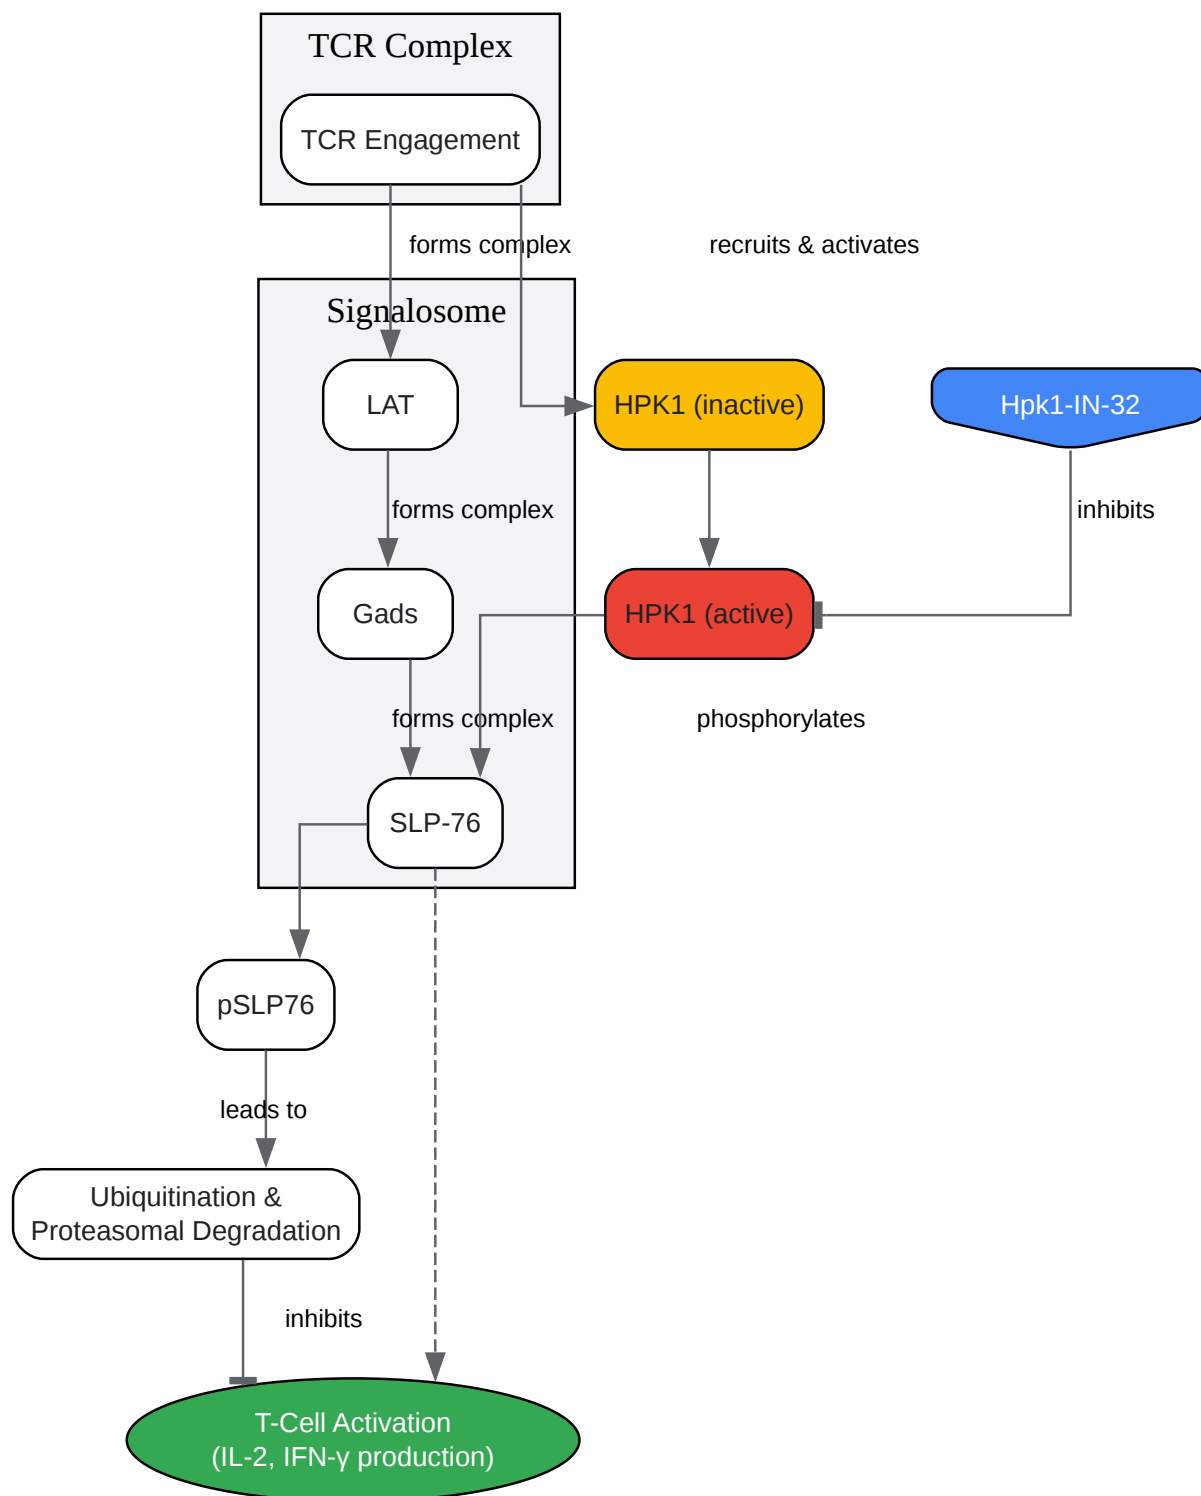 TCR Complex
TCR Engagement
forms complex
recruits & activates
Signalosome
LAT
HPK1 (inactive)
Hpk1-IN-32
forms complex
inhibits
Gads
HPK1 (active)
forms complex
phosphorylates
SLP-76
pSLP76
leads to
Ubiquitination &
Proteasomal Degradation
inhibits
T-Cell Activation
(IL-2, IFN-γ production)